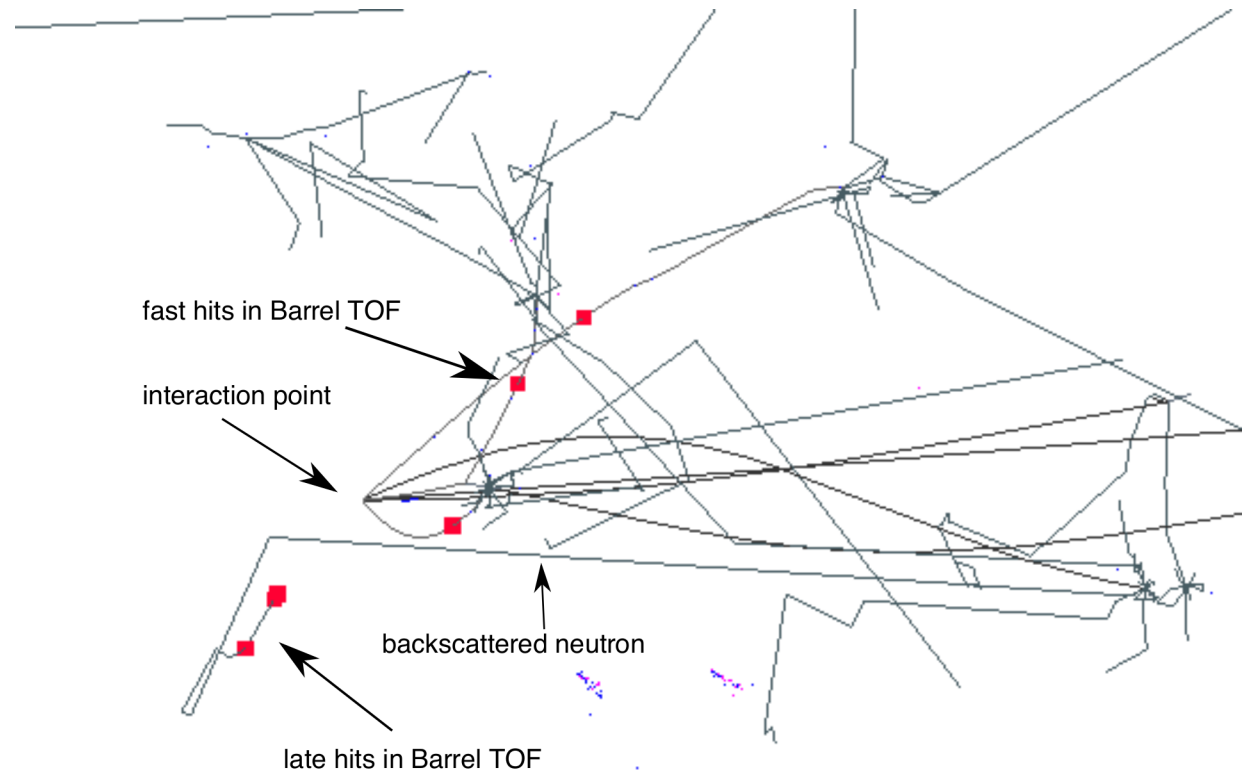 fast hits in Barrel TOF
interaction point
backscattered neutron
late hits in Barrel TOF